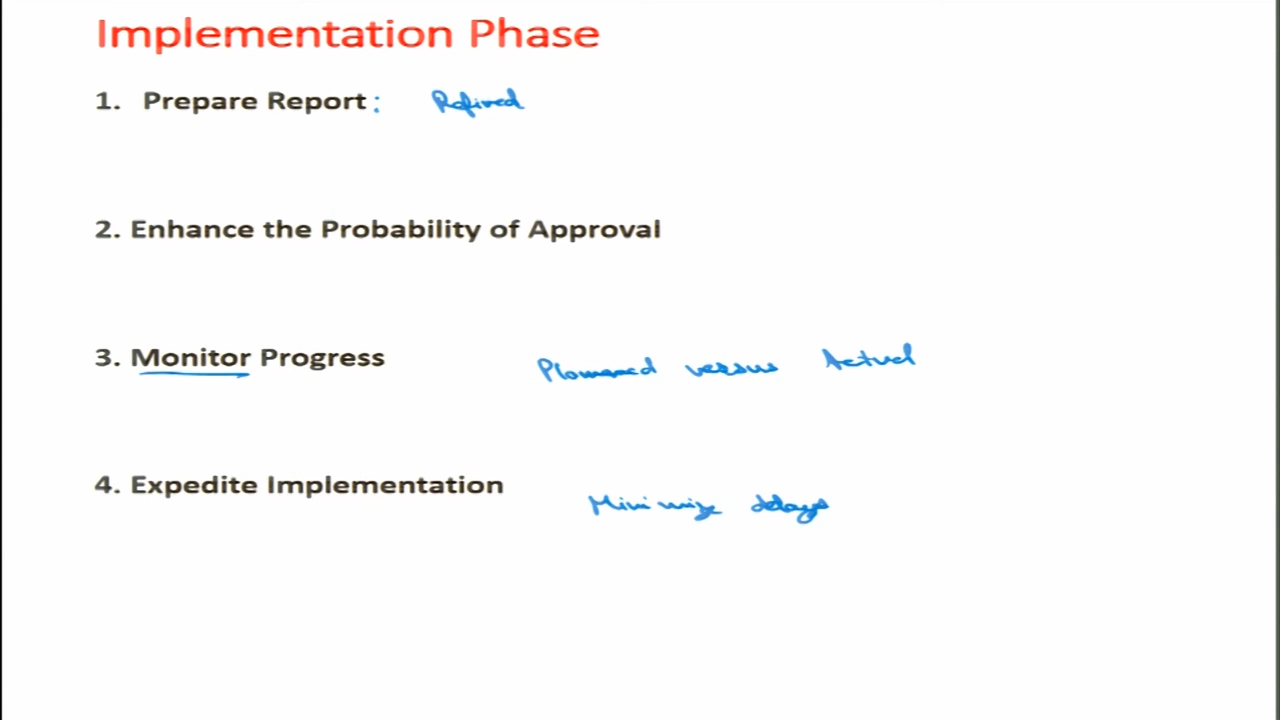 Implementation Phase
1. Prepare Report : Refined
2. Enhance the Probability of Approval
3. Monitor Progress Planned versus Actual
4. Expedite Implementation
Minimize delays